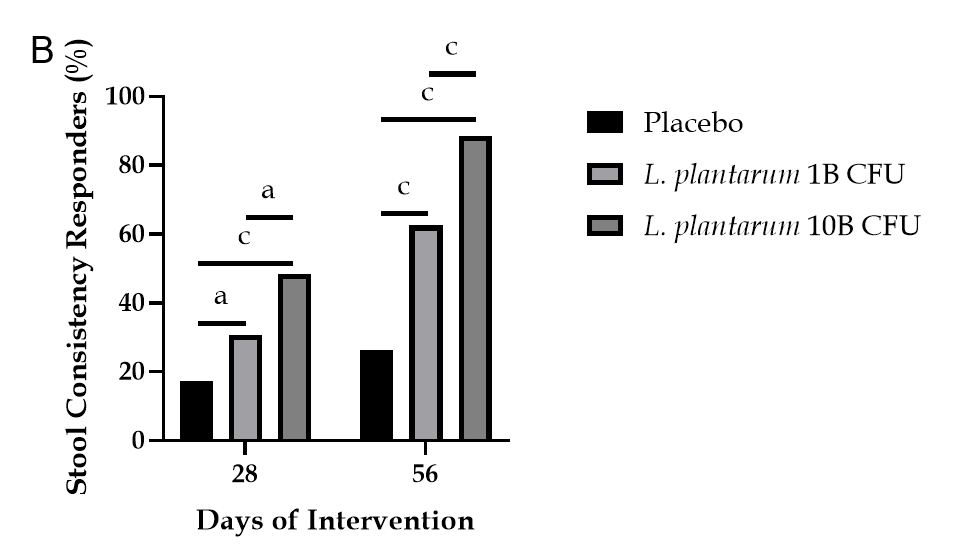 B
Stool Consistency Responders (%)
100
80
60
40
20
0
a
c
a
c
c
c
28
56
Days of Intervention
Placebo
L. plantarum 1B CFU
L. plantarum 10B CFU